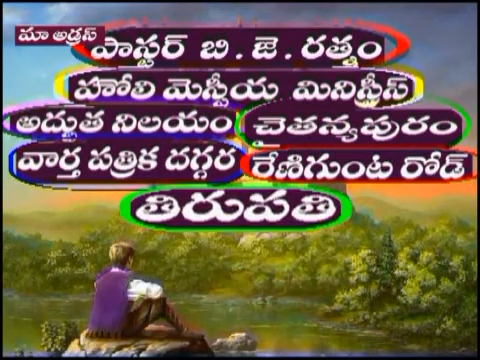 మా అడ్రస్
పాస్టర్ బి.జె.రత్నం
హోలి మెస్సీయ మినిస్ట్రీస్
అద్భుత నిలయం చైతన్యపురం
వార్త పత్రిక దగ్గర రేణిగుంట రోడ్
తిరుపతి